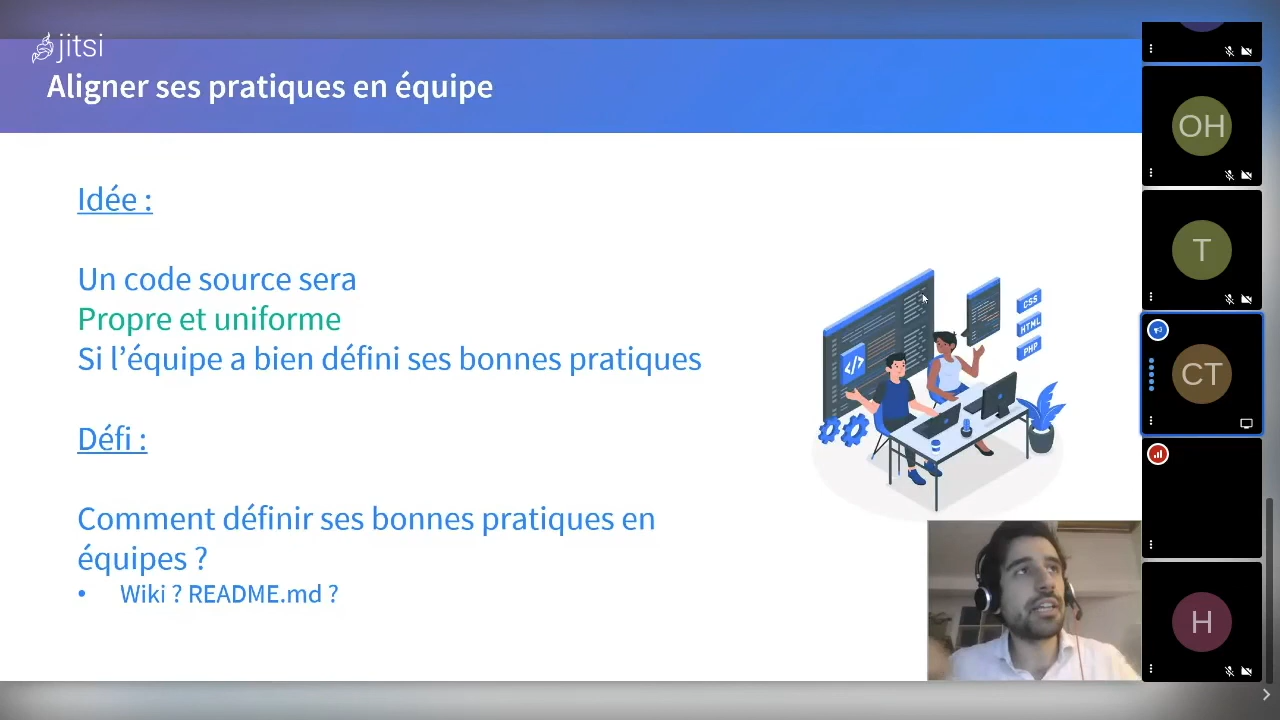 jitsi
Aligner ses pratiques en équipe
Idée :
Un code source sera
Propre et uniforme
Si l’équipe a bien défini ses bonnes pratiques
Défi :
Comment définir ses bonnes pratiques en
équipes ?
• Wiki ? README.md ?
</>
CSS
HTML
PHP
OH
T
CT
H